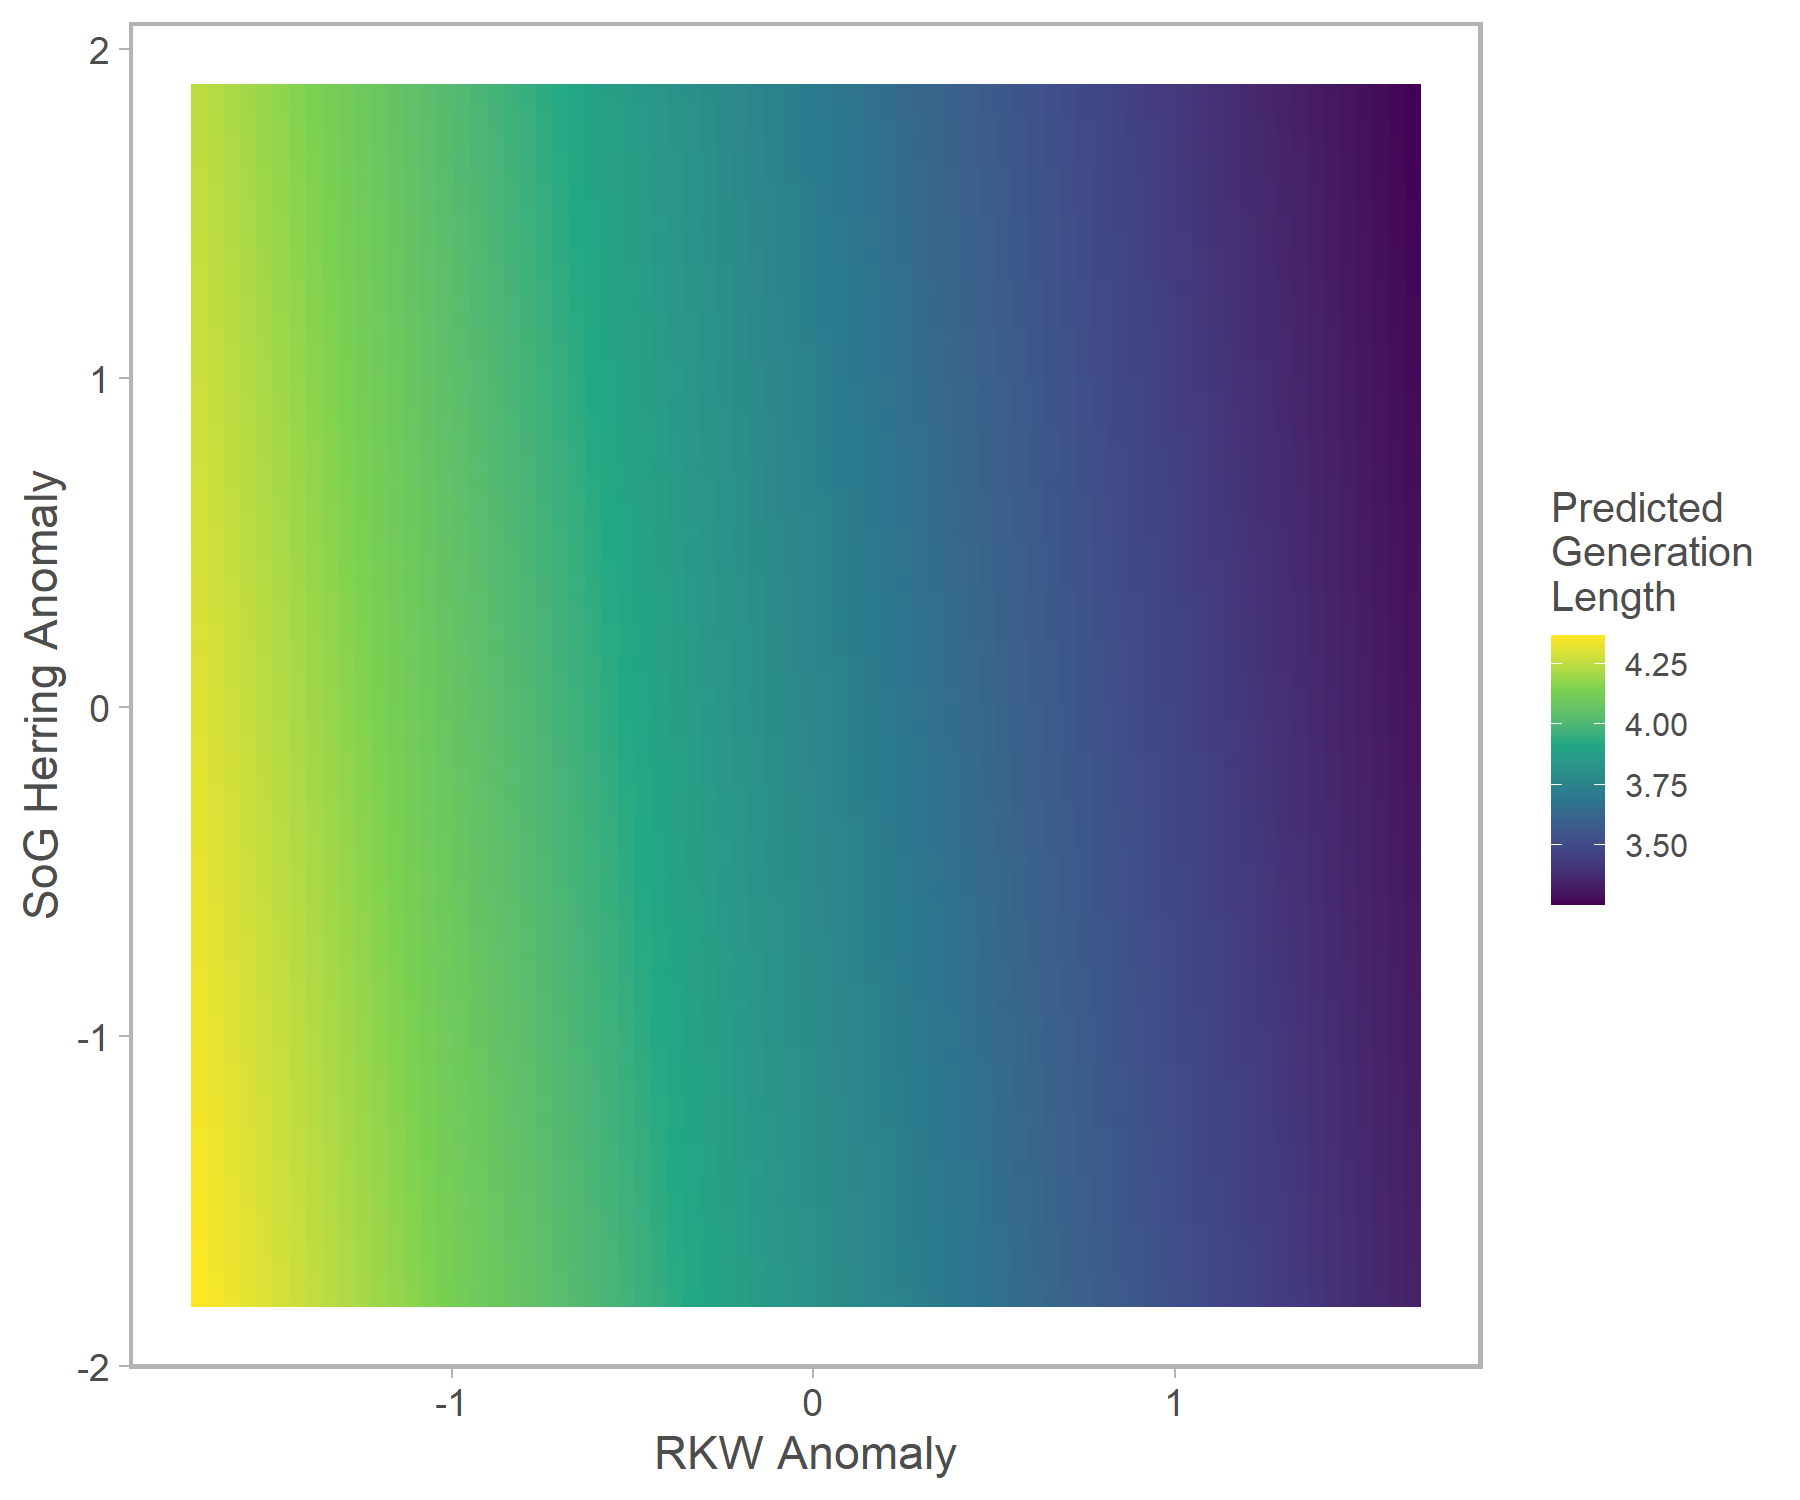 2
1
0
-1
-2
SoG Herring Anomaly
-1
0
1
RKW Anomaly
Predicted
Generation
Length
4.25
4.00
3.75
3.50